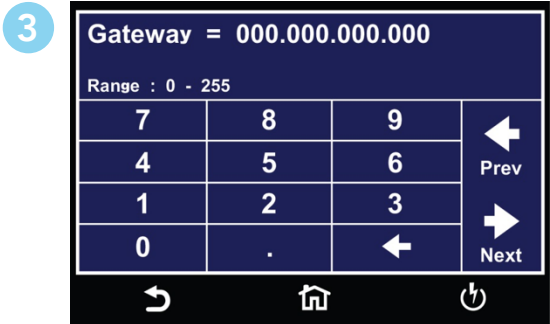 3
Gateway = 000.000.000.000
Range : 0 - 255
7 8 9
4 5 6
Prev
1 2 3
0 .
Next